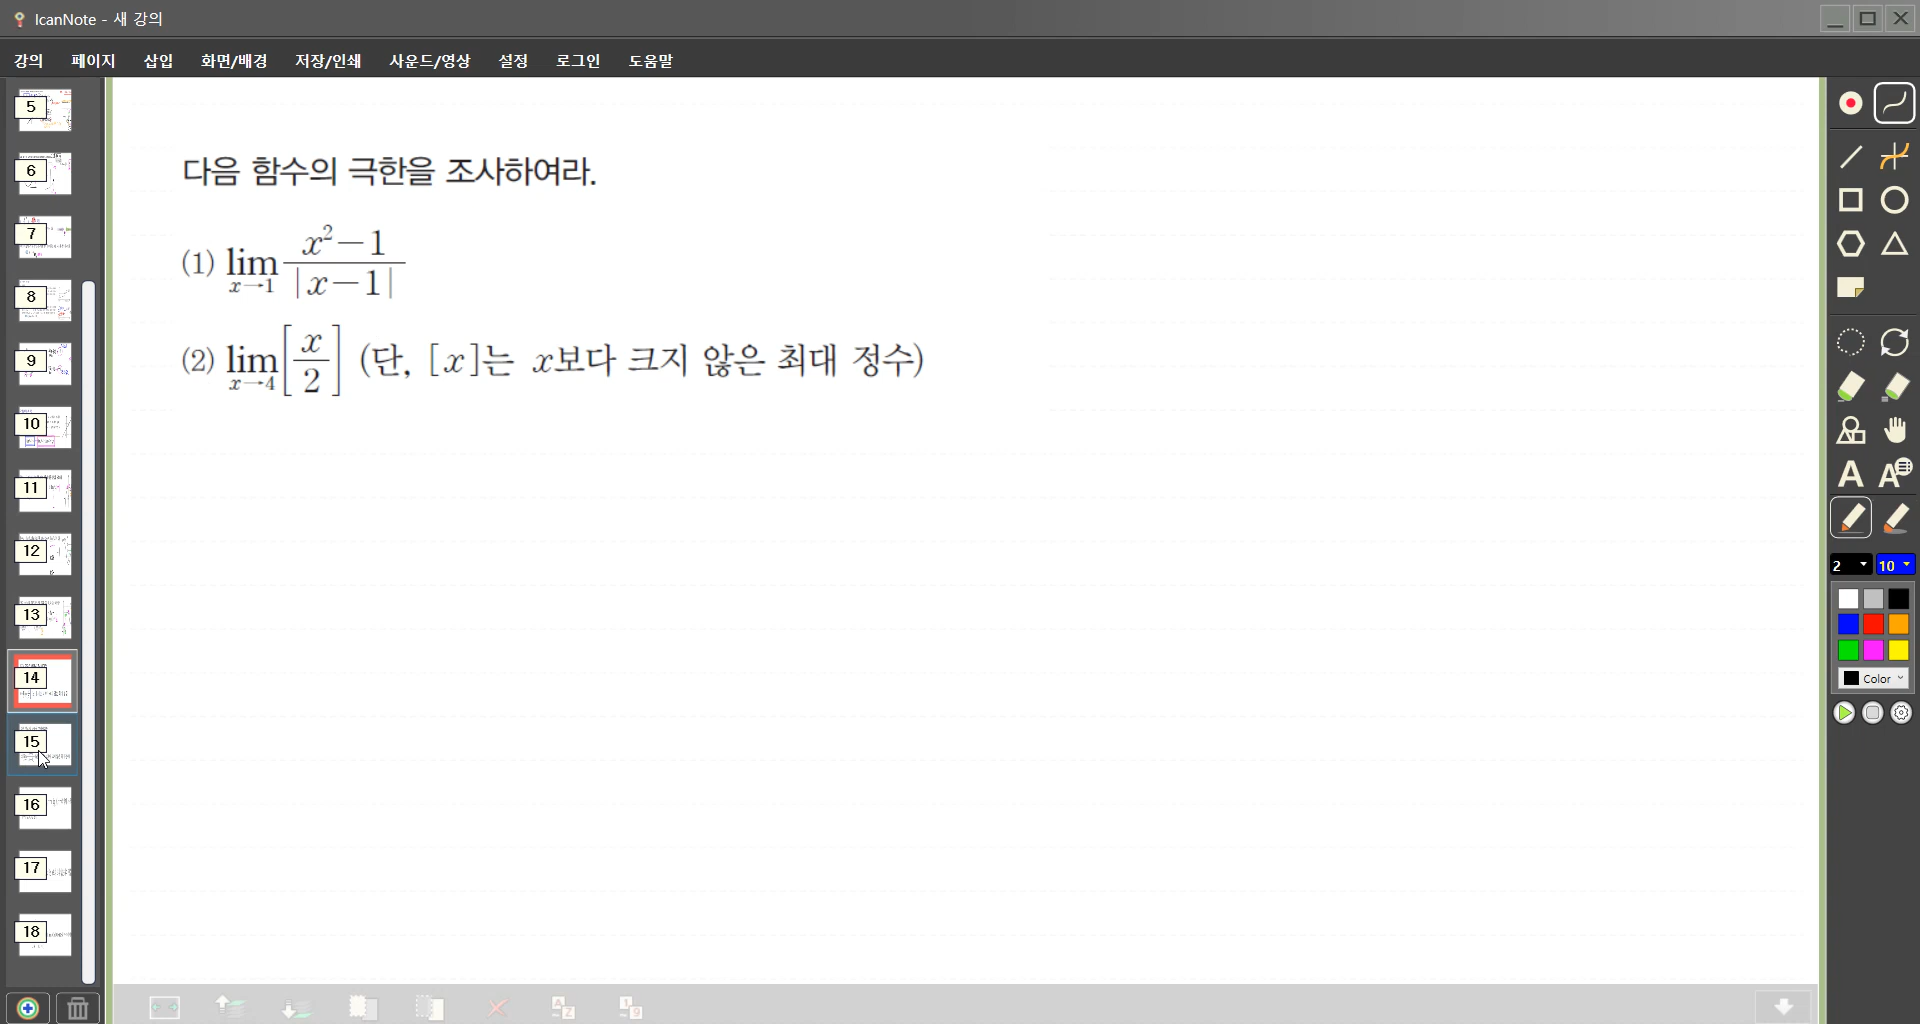 IcanNote - 새 강의
강의 페이지 삽입 화면/배경 저장/인쇄 사운드/영상 설정 로그인 도움말
5
6
7
8
9
10
11
12
13
14
15
16
17
18
다음 함수의 극한을 조사하여라.
(1) lim x→1 x²−1 / |x−1|
(2) lim x→4 [x/2] (단, [x]는 x보다 크지 않은 최대 정수)
A A
2 10
Color